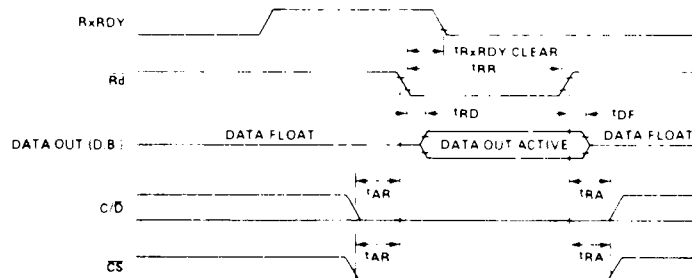 RxRDY
tRxRDY CLEAR
tRR
Rd
tRD
tDF
DATA OUT (D.B.)
DATA FLOAT
DATA OUT ACTIVE
DATA FLOAT
tAR
tRA
C/D
tAR
tRA
CS